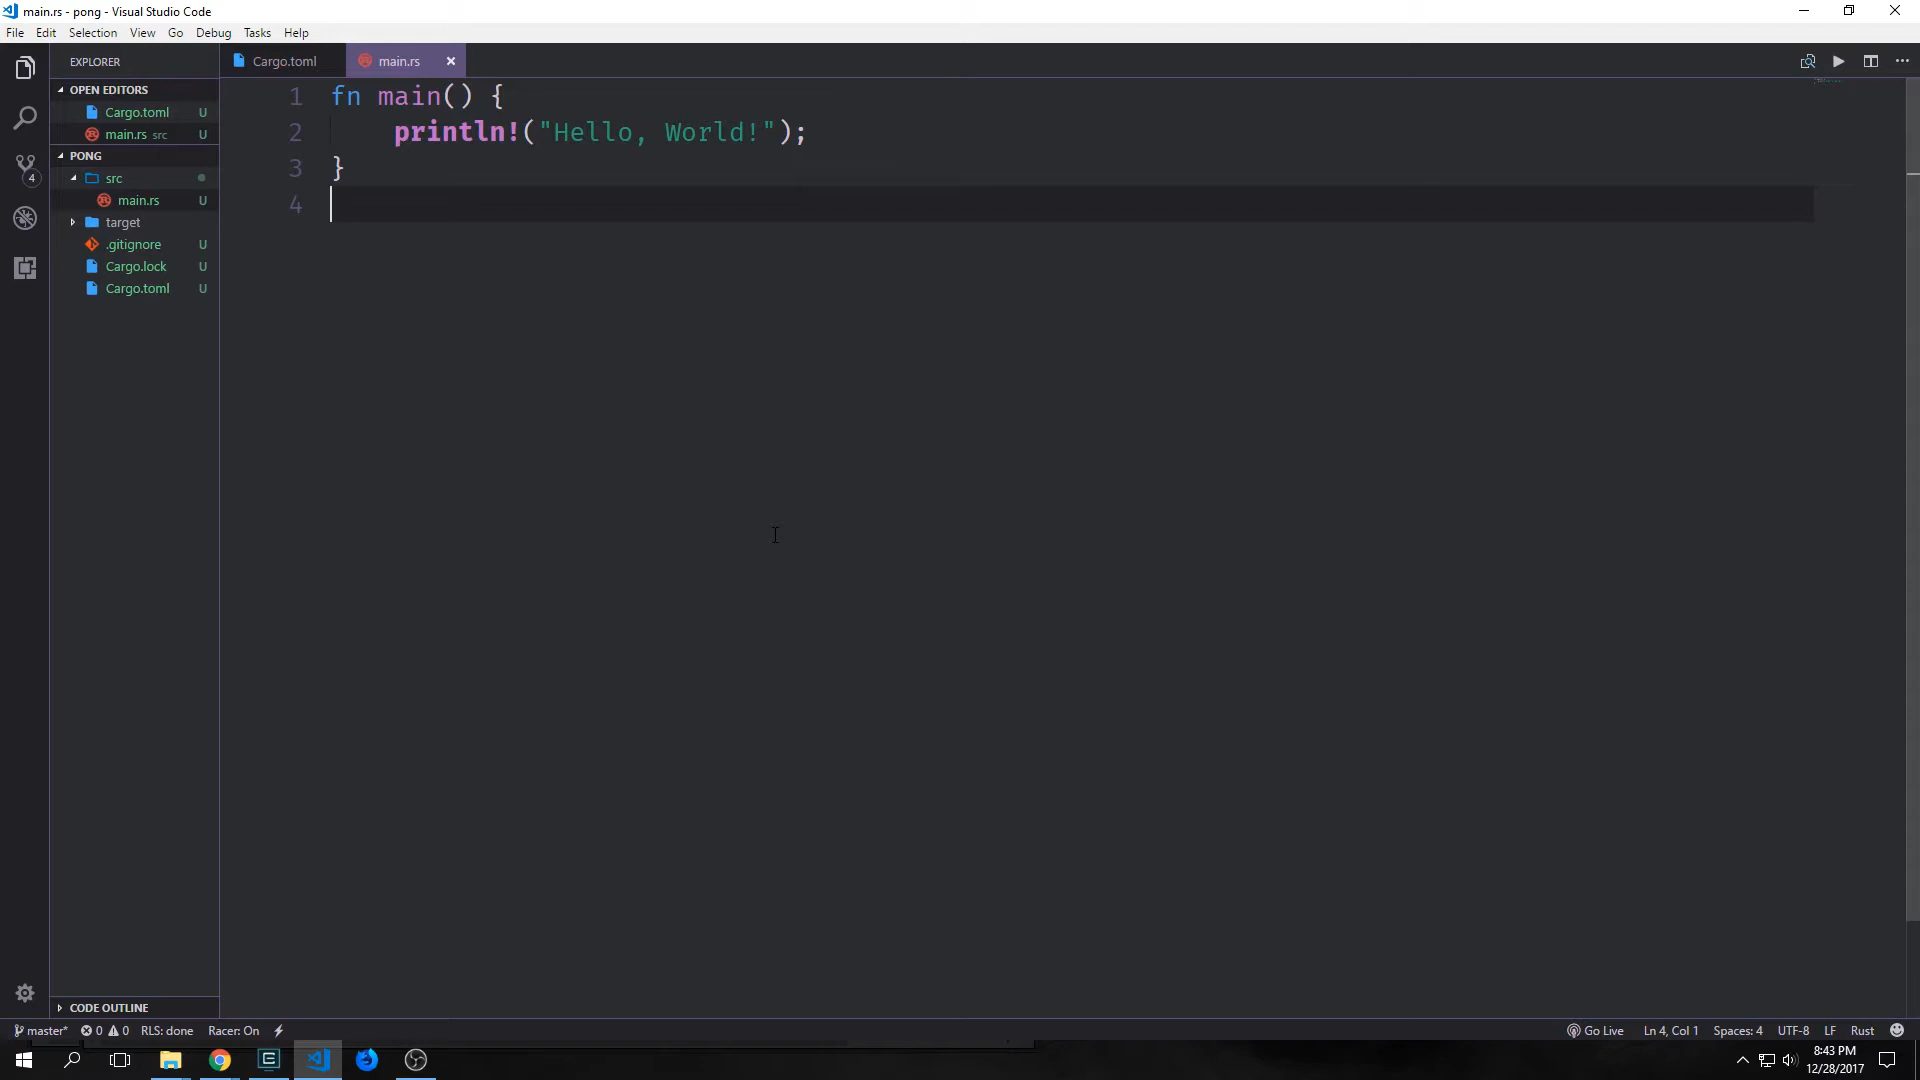 main.rs - pong - Visual Studio Code
File Edit Selection View Go Debug Tasks Help
EXPLORER
OPEN EDITORS
Cargo.toml U
main.rs src U
PONG
src
main.rs U
target
.gitignore U
Cargo.lock U
Cargo.toml U
CODE OUTLINE
4
Cargo.toml main.rs
1 fn main() {
2 println!("Hello, World!");
3 }
4
master* 0 0 RLS: done Racer: On Go Live Ln 4, Col 1 Spaces: 4 UTF-8 LF Rust
8:43 PM
12/28/2017